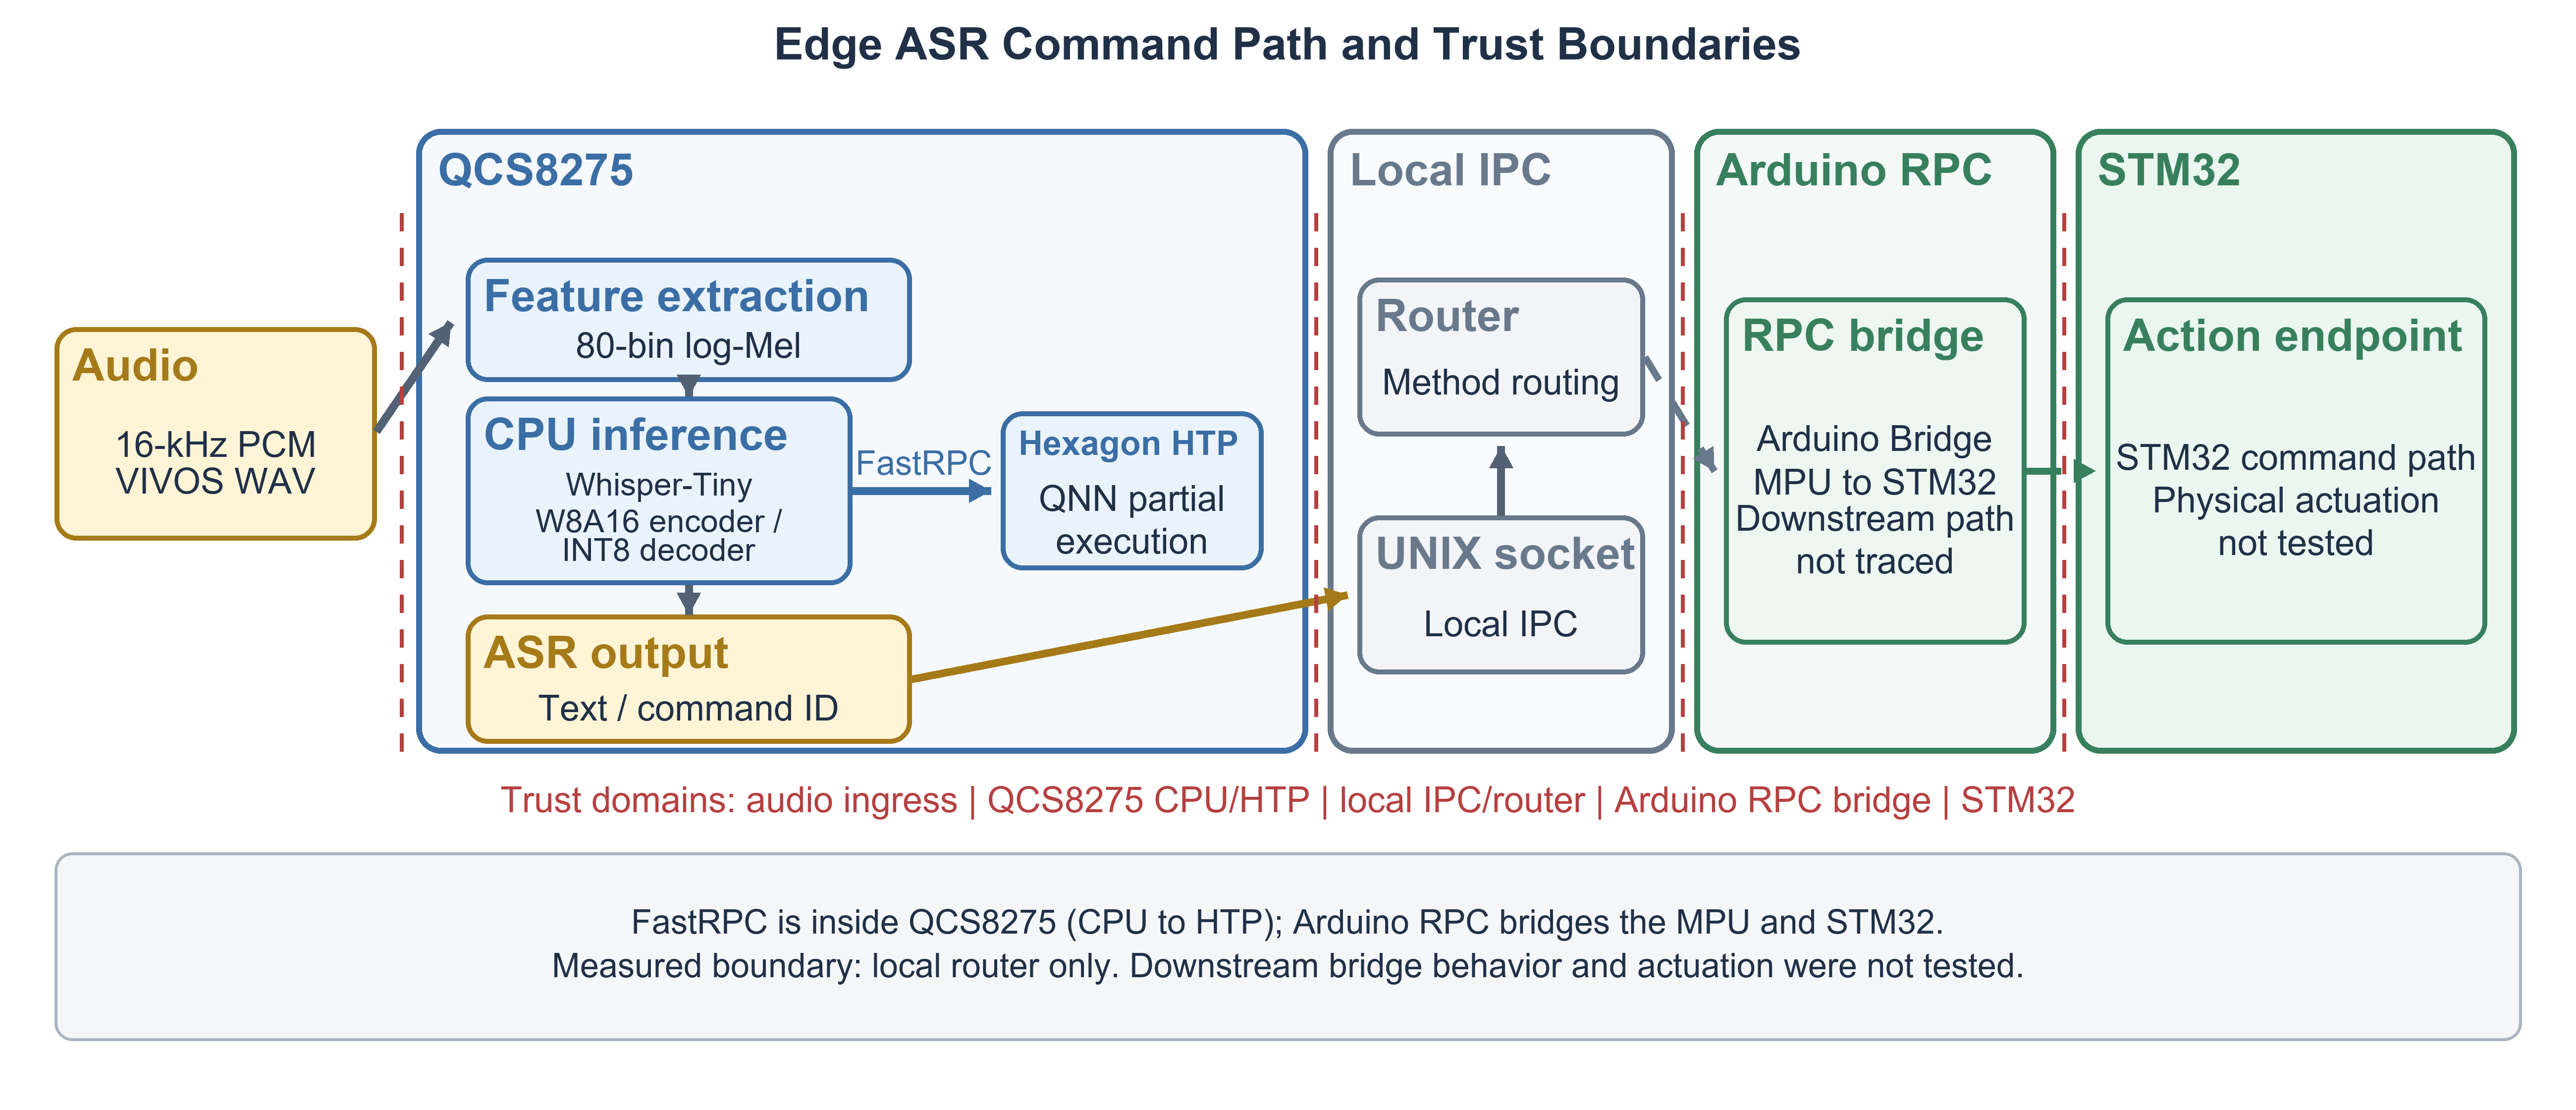 Edge ASR Command Path and Trust Boundaries
Audio
16-kHz PCM
VIVOS WAV
QCS8275
Feature extraction
80-bin log-Mel
CPU inference
Whisper-Tiny
W8A16 encoder /
INT8 decoder
FastRPC
Hexagon HTP
QNN partial
execution
ASR output
Text / command ID
Local IPC
Router
Method routing
UNIX socket
Local IPC
Arduino RPC
RPC bridge
Arduino Bridge
MPU to STM32
Downstream path
not traced
STM32
Action endpoint
STM32 command path
Physical actuation
not tested
Trust domains: audio ingress | QCS8275 CPU/HTP | local IPC/router | Arduino RPC bridge | STM32
FastRPC is inside QCS8275 (CPU to HTP); Arduino RPC bridges the MPU and STM32.
Measured boundary: local router only. Downstream bridge behavior and actuation were not tested.